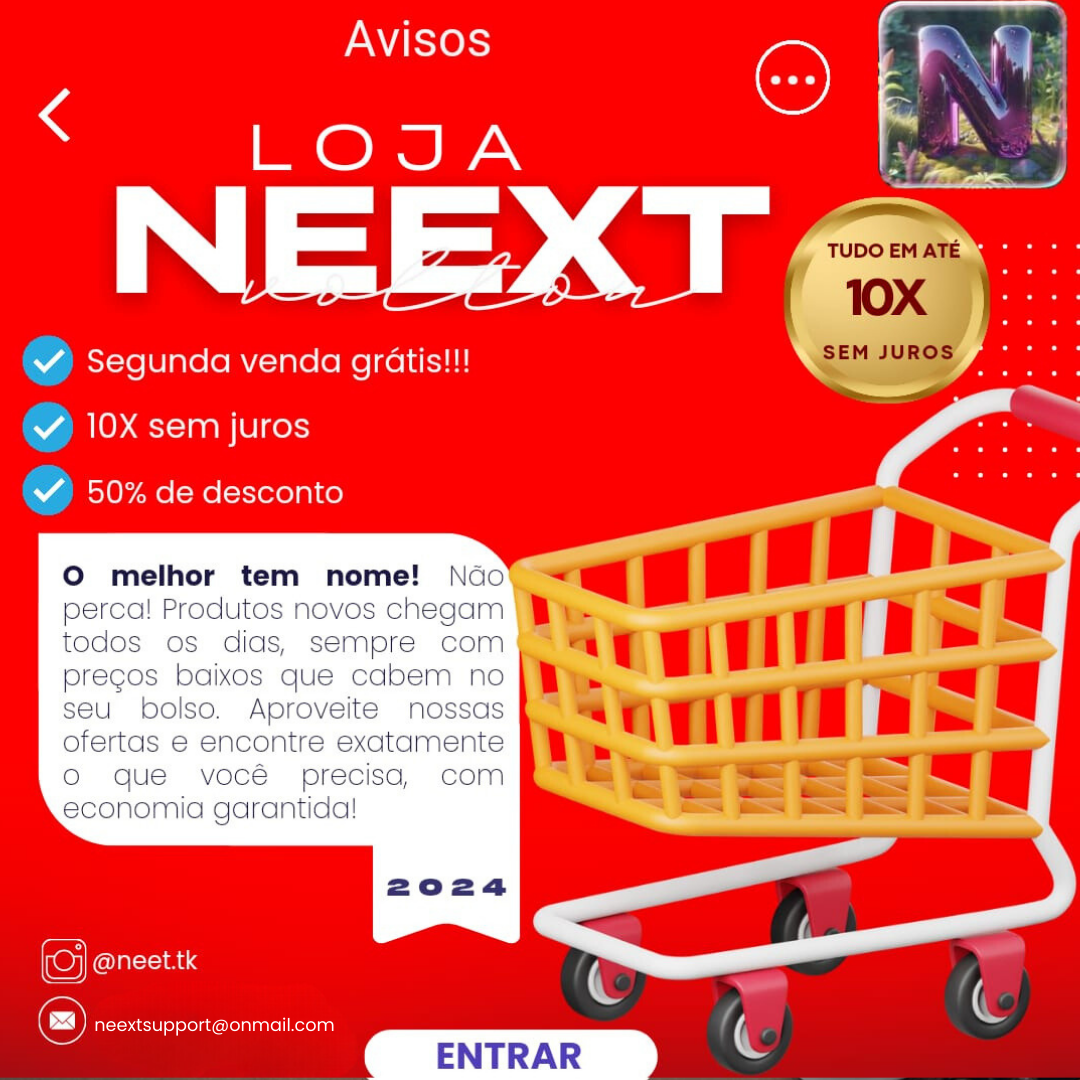 Avisos
N
LOJA
NEEXT
voltou
TUDO EM ATÉ
10X
SEM JUROS
Segunda venda grátis!!!
10X sem juros
50% de desconto
O melhor tem nome! Não
perca! Produtos novos chegam
todos os dias, sempre com
preços baixos que cabem no
seu bolso. Aproveite nossas
ofertas e encontre exatamente
o que você precisa, com
economia garantida!
2024
@neet.tk
neextsupport@onmail.com
ENTRAR